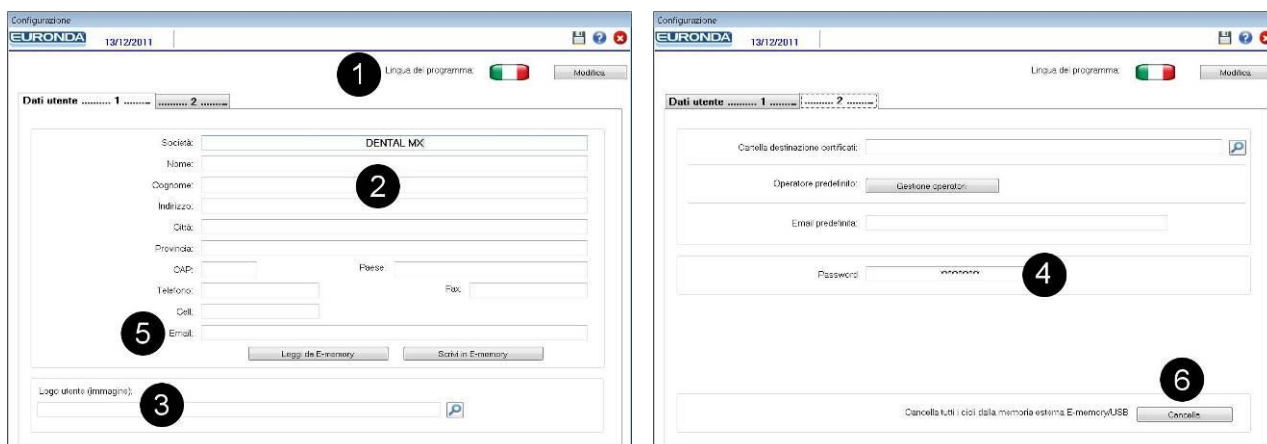 Configurazione
EURONDA 13/12/2011
1 Lingua del programma: Modifica
Dati utente .......... 1 ......... .......... 2 .........
Società: DENTAL MX
Nome:
Cognome:
2
Indirizzo:
Città:
Provincia:
CAP: Paese:
Telefono: Fax:
Cell.:
5 Email:
Leggi da E-memory Scrivi in E-memory
Logo utente (immagine):
3
Configurazione
EURONDA 13/12/2011
Lingua del programma: Modifica
Dati utente .......... 1 ......... .......... 2 .........
Cartella destinazione certificati:
Operatore predefinito: Gestione operatori
Email predefinita:
Password ******** 4
6
Cancella tutti i cicli dalla memoria esterna E-memory/USB Cancella